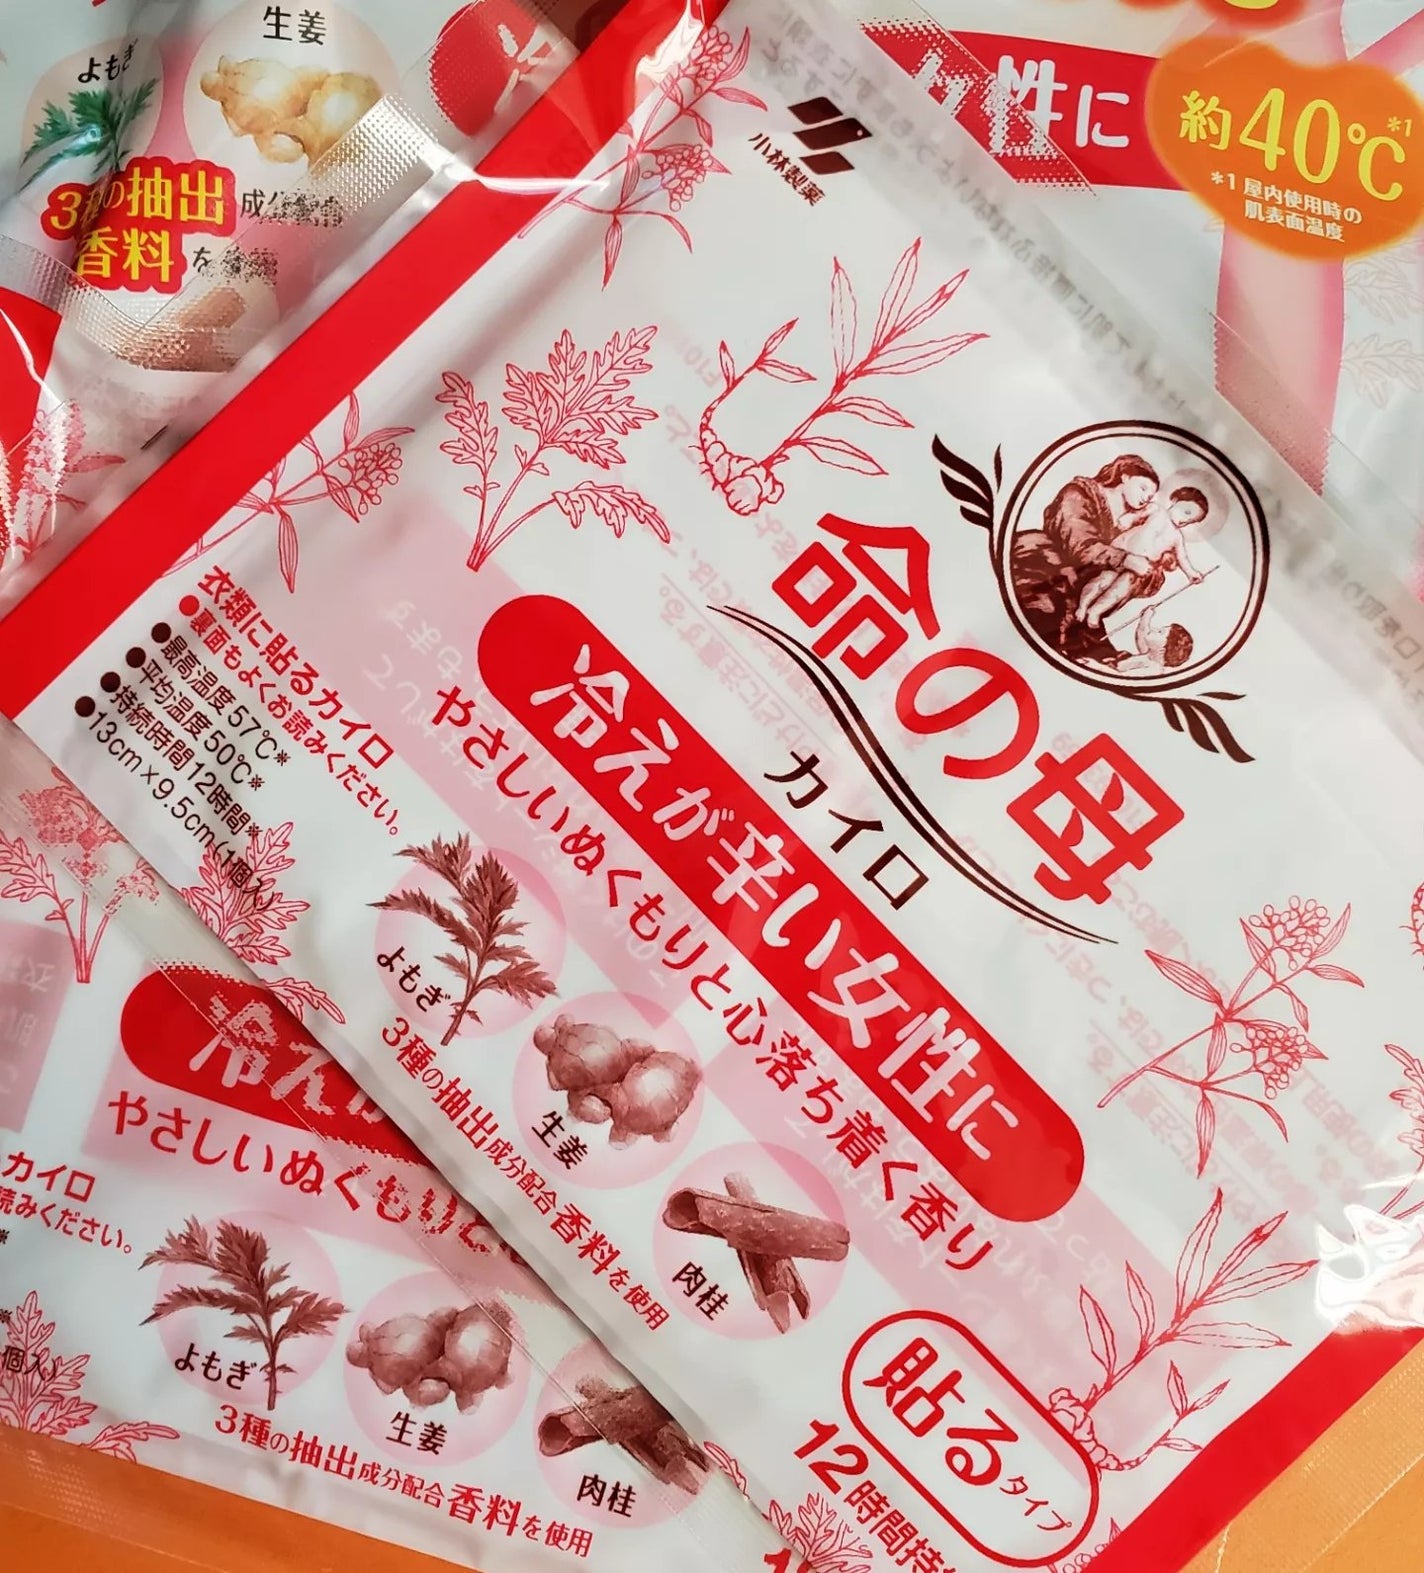 よもぎ
生姜
3種の抽出
香料を
性に
約40℃*1
*1 屋内使用時の
肌表面温度
小林製薬
命の母
カイロ
冷えが辛い女性に
やさしいぬくもりと心落ち着く香り
衣類に貼るカイロ
●裏面もよくお読みください。
●最高温度57℃※
●平均温度50℃※
●持続時間12時間※
●13cm×9.5cm(1個入)
よもぎ
生姜
肉桂
3種の抽出成分配合香料を使用
貼るタイプ
12時間持
冷え
やさしいぬくもりと
カイロ
読みください。
個入)
よもぎ
生姜
肉桂
3種の抽出成分配合香料を使用